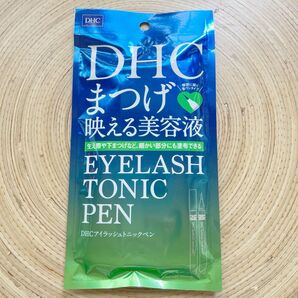 DHC
DHC
まつげ
映える美容液
生え際や下まつげなど、細かい部分にも塗布できる
EYELASH
TONIC
PEN
DHCアイラッシュトニックペン